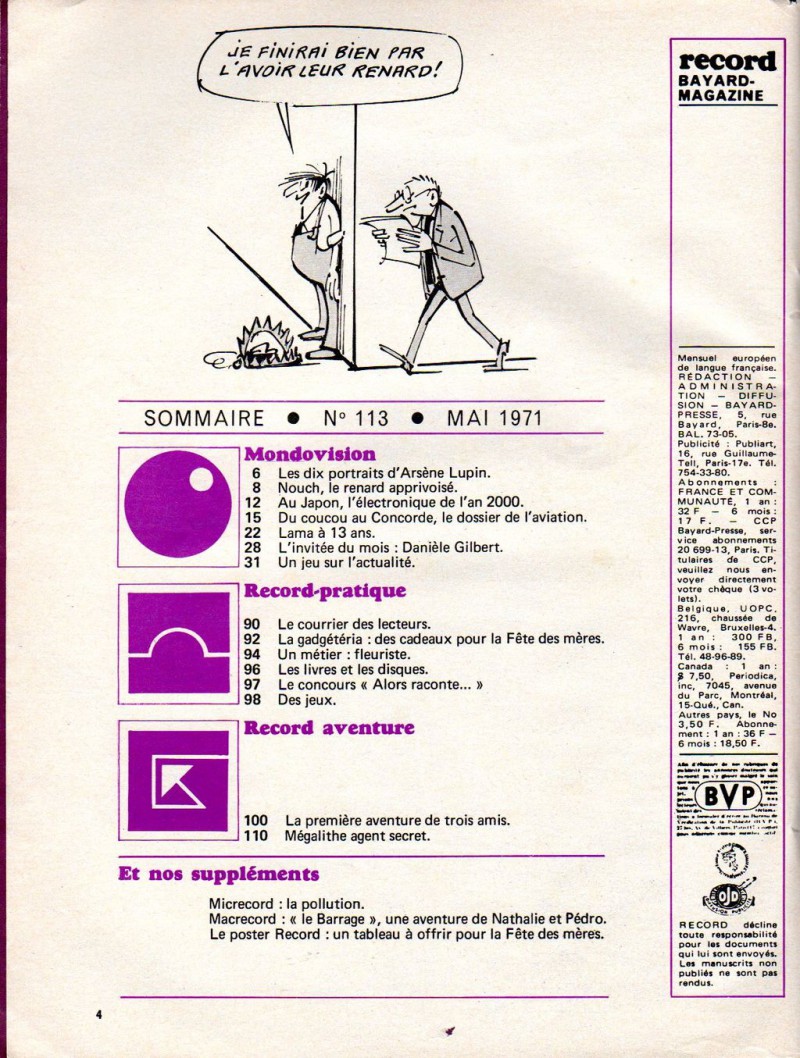 JE FINIRAI BIEN PAR
L'AVOIR LEUR RENARD!
record
BAYARD-
MAGAZINE
SOMMAIRE ● N° 113 ● MAI 1971
Mondovision
6 Les dix portraits d'Arsène Lupin.
8 Nouch, le renard apprivoisé.
12 Au Japon, l'électronique de l'an 2000.
15 Du coucou au Concorde, le dossier de l'aviation.
22 Lama à 13 ans.
28 L'invitée du mois : Danièle Gilbert.
31 Un jeu sur l'actualité.
Record-pratique
90 Le courrier des lecteurs.
92 La gadgétéria : des cadeaux pour la Fête des mères.
94 Un métier : fleuriste.
96 Les livres et les disques.
97 Le concours « Alors raconte... »
98 Des jeux.
Record aventure
100 La première aventure de trois amis.
110 Mégalithe agent secret.
Et nos suppléments
Micrecord : la pollution.
Macrecord : « le Barrage », une aventure de Nathalie et Pédro.
Le poster Record : un tableau à offrir pour la Fête des mères.
4
Mensuel européen
de langue française.
RÉDACTION —
ADMINISTRA-
TION — DIFFU-
SION — BAYARD-
PRESSE, 5, rue
Bayard, Paris-8e.
BAL. 73-05.
Publicité : Publiart,
16, rue Guillaume-
Tell, Paris-17e. Tél.
754-33-80.
Abonnements :
FRANCE ET COM-
MUNAUTÉ, 1 an :
32 F — 6 mois :
17 F. — CCP
Bayard-Presse, ser-
vice abonnements
20 699-13, Paris. Ti-
tulaires de CCP,
veuillez nous en-
voyer directement
votre chèque (3 vo-
lets).
Belgique, UOPC,
216, chaussée de
Wavre, Bruxelles-4.
1 an : 300 FB,
6 mois : 155 FB.
Tél. 48-96-89.
Canada : 1 an :
$ 7,50, Periodica,
inc, 7045, avenue
du Parc, Montréal,
15-Qué., Can.
Autres pays, le No
3,50 F. Abonne-
ment : 1 an : 36 F —
6 mois : 18,50 F.
BVP
OJD
RECORD décline
toute responsabilité
pour les documents
qui lui sont envoyés.
Les manuscrits non
publiés ne sont pas
rendus.